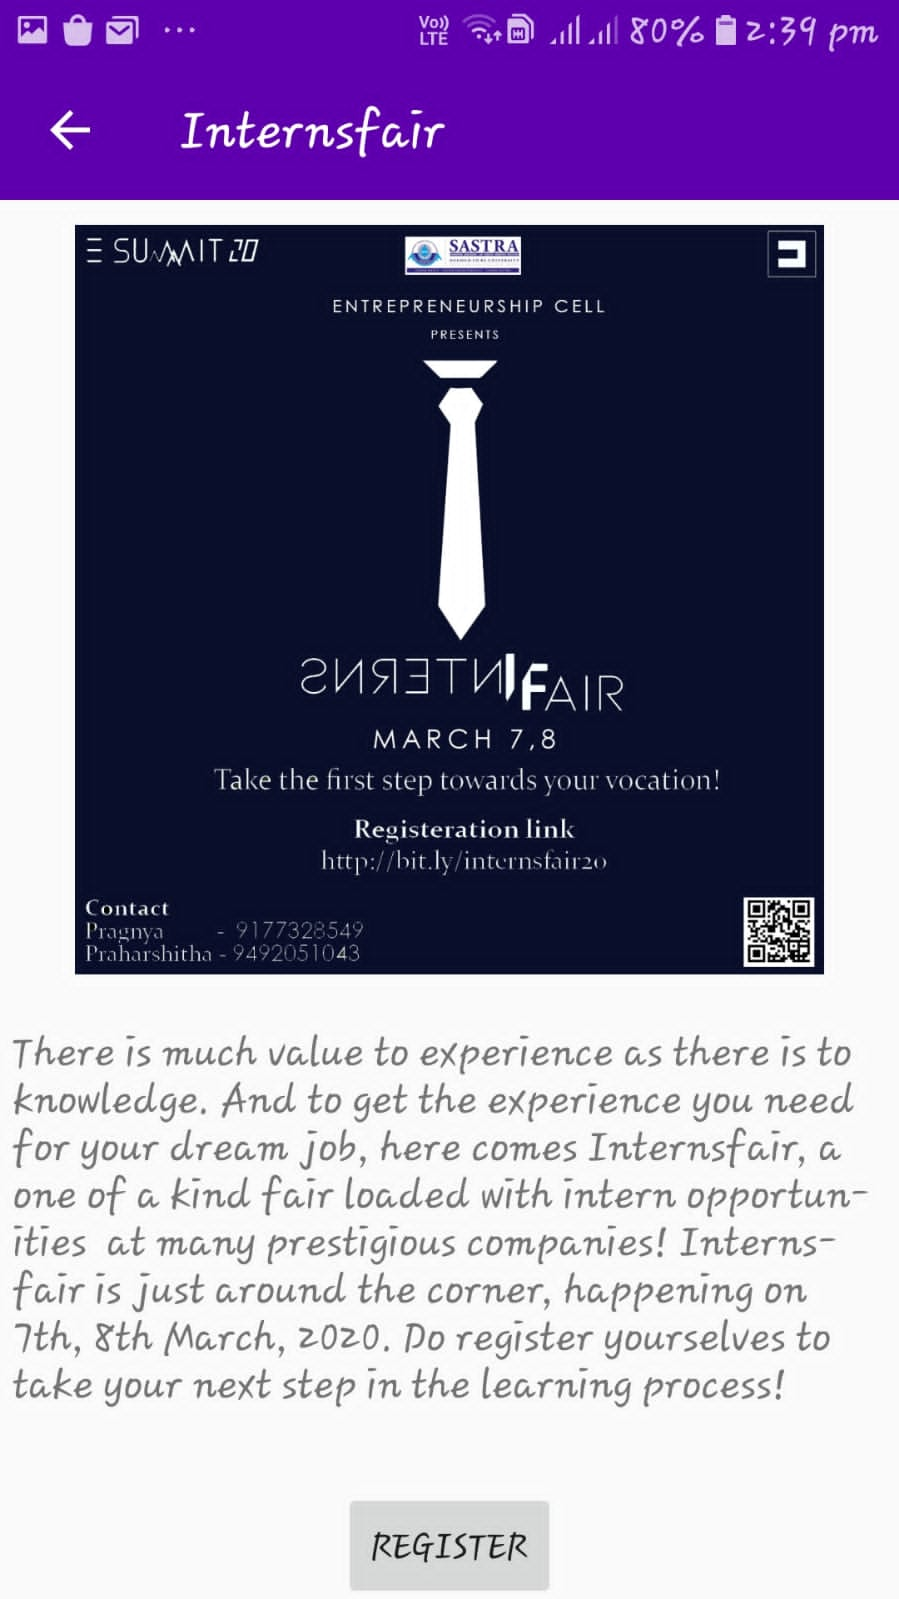 Vo)) LTE 80% 2:39 pm
Internsfair
E SUMMIT 20
SASTRA
ENTREPRENEURSHIP CELL
PRESENTS
INTERNS FAIR
MARCH 7,8
Take the first step towards your vocation!
Registeration link
http://bit.ly/internsfair20
Contact
Pragnya - 9177328549
Praharshitha - 9492051043
There is much value to experience as there is to
knowledge. And to get the experience you need
for your dream job, here comes Internsfair, a
one of a kind fair loaded with intern opportun-
ities at many prestigious companies! Interns-
fair is just around the corner, happening on
7th, 8th March, 2020. Do register yourselves to
take your next step in the learning process!
REGISTER